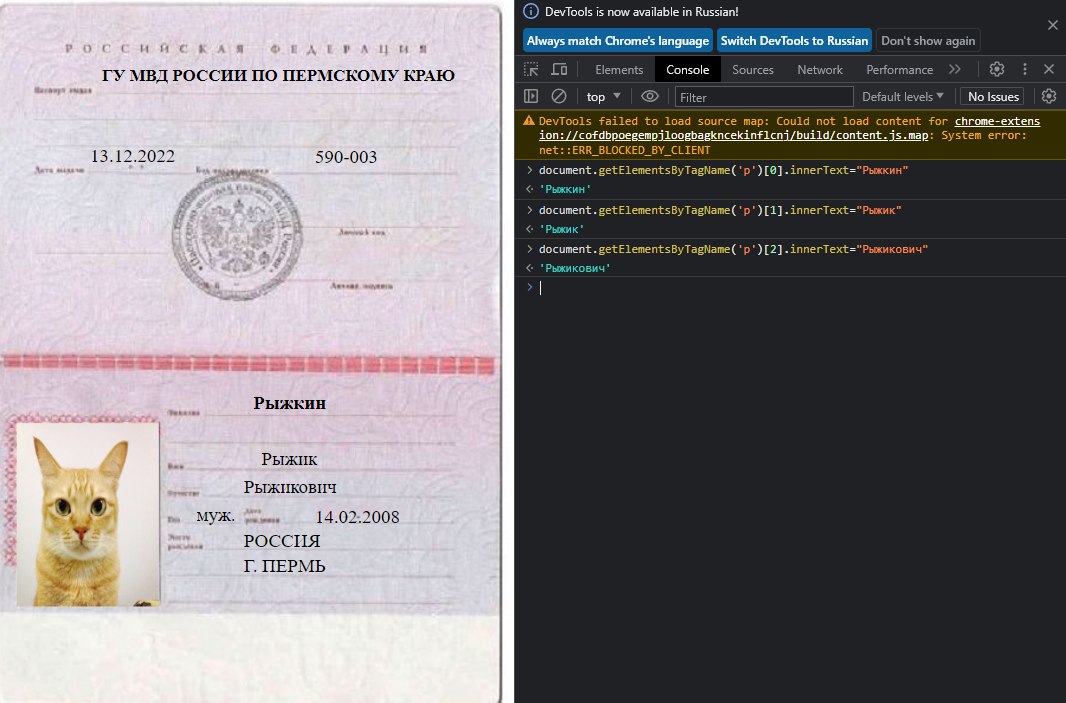 РОССИЙСКАЯ ФЕДЕРАЦИЯ
ГУ МВД РОССИИ ПО ПЕРМСКОМУ КРАЮ
Паспорт выдан
13.12.2022 590-003
Дата выдачи Код подразделения
Личный код
Личная подпись
Рыжкин
Фамилия
Рыжик
Имя
Рыжикович
Отчество
Пол муж. Дата рождения 14.02.2008
Место рождения РОССИЯ
Г. ПЕРМЬ
DevTools is now available in Russian!
Always match Chrome's language Switch DevTools to Russian Don't show again
Elements Console Sources Network Performance
top Filter Default levels No Issues
DevTools failed to load source map: Could not load content for chrome-exten
sion://cofdbpoegempjloogbagkncekinflcnj/build/content.js.map: System error:
net::ERR_BLOCKED_BY_CLIENT
document.getElementsByTagName('p')[0].innerText="Рыжкин"
'Рыжкин'
document.getElementsByTagName('p')[1].innerText="Рыжик"
'Рыжик'
document.getElementsByTagName('p')[2].innerText="Рыжикович"
'Рыжикович'